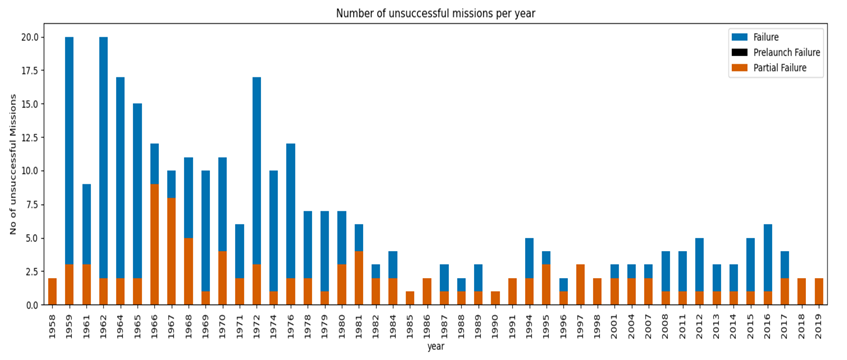 Number of unsuccessful missions per year
Failure
Prelaunch Failure
Partial Failure
No of unsuccessful Missions
20.0
17.5
15.0
12.5
10.0
7.5
5.0
2.5
0.0
1958 1959 1961 1962 1964 1965 1966 1967 1968 1969 1970 1971 1972 1974 1976 1978 1979 1980 1981 1982 1984 1985 1986 1987 1988 1989 1990 1991 1994 1995 1996 1997 1998 2001 2004 2007 2008 2011 2012 2013 2014 2015 2016 2017 2018 2019
year